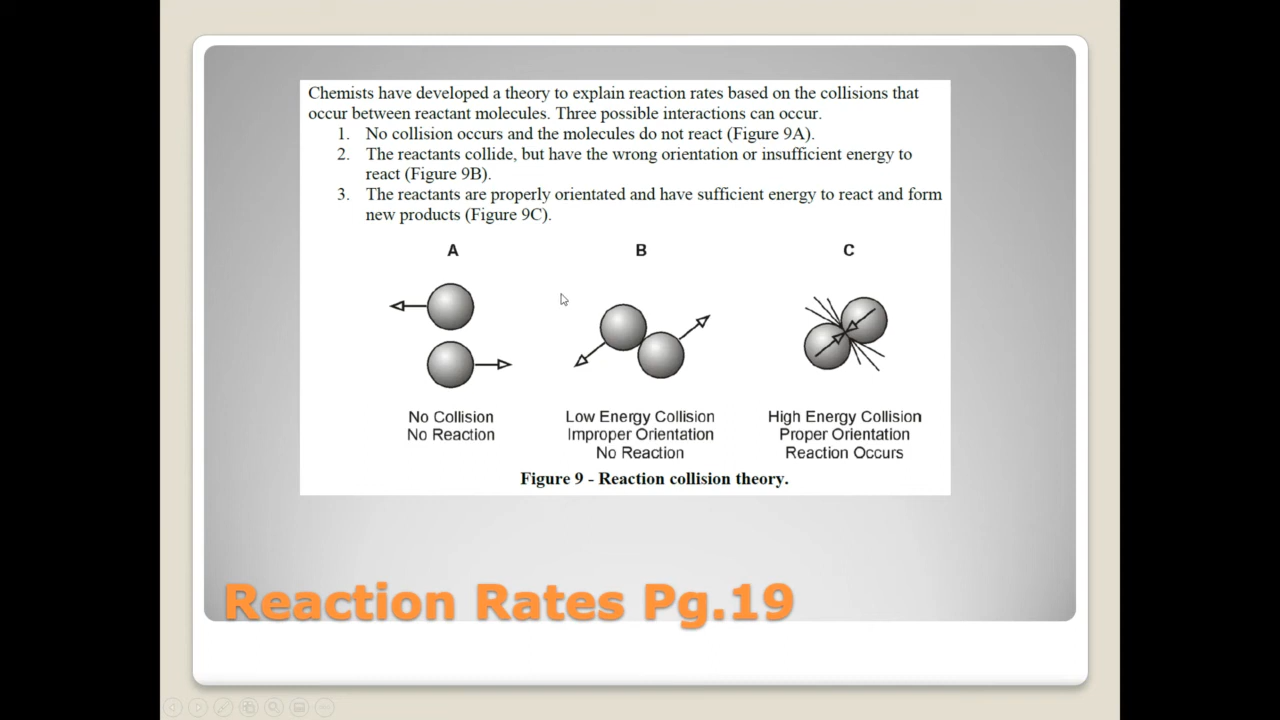 Chemists have developed a theory to explain reaction rates based on the collisions that
occur between reactant molecules. Three possible interactions can occur.
1. No collision occurs and the molecules do not react (Figure 9A).
2. The reactants collide, but have the wrong orientation or insufficient energy to
react (Figure 9B).
3. The reactants are properly orientated and have sufficient energy to react and form
new products (Figure 9C).
A
B
C
No Collision
No Reaction
Low Energy Collision
Improper Orientation
No Reaction
High Energy Collision
Proper Orientation
Reaction Occurs
Figure 9 - Reaction collision theory.
Reaction Rates Pg.19